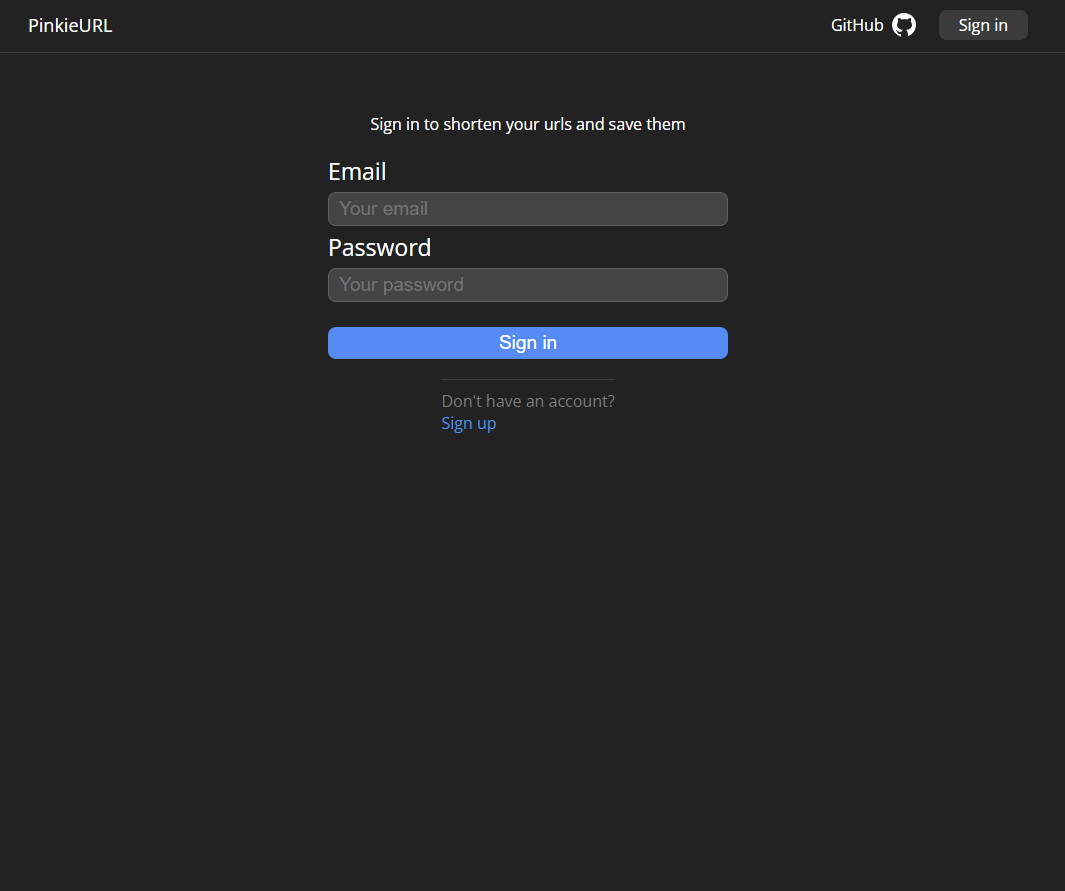 PinkieURL
GitHub
Sign in
Sign in to shorten your urls and save them
Email
Your email
Password
Your password
Sign in
Don't have an account?
Sign up